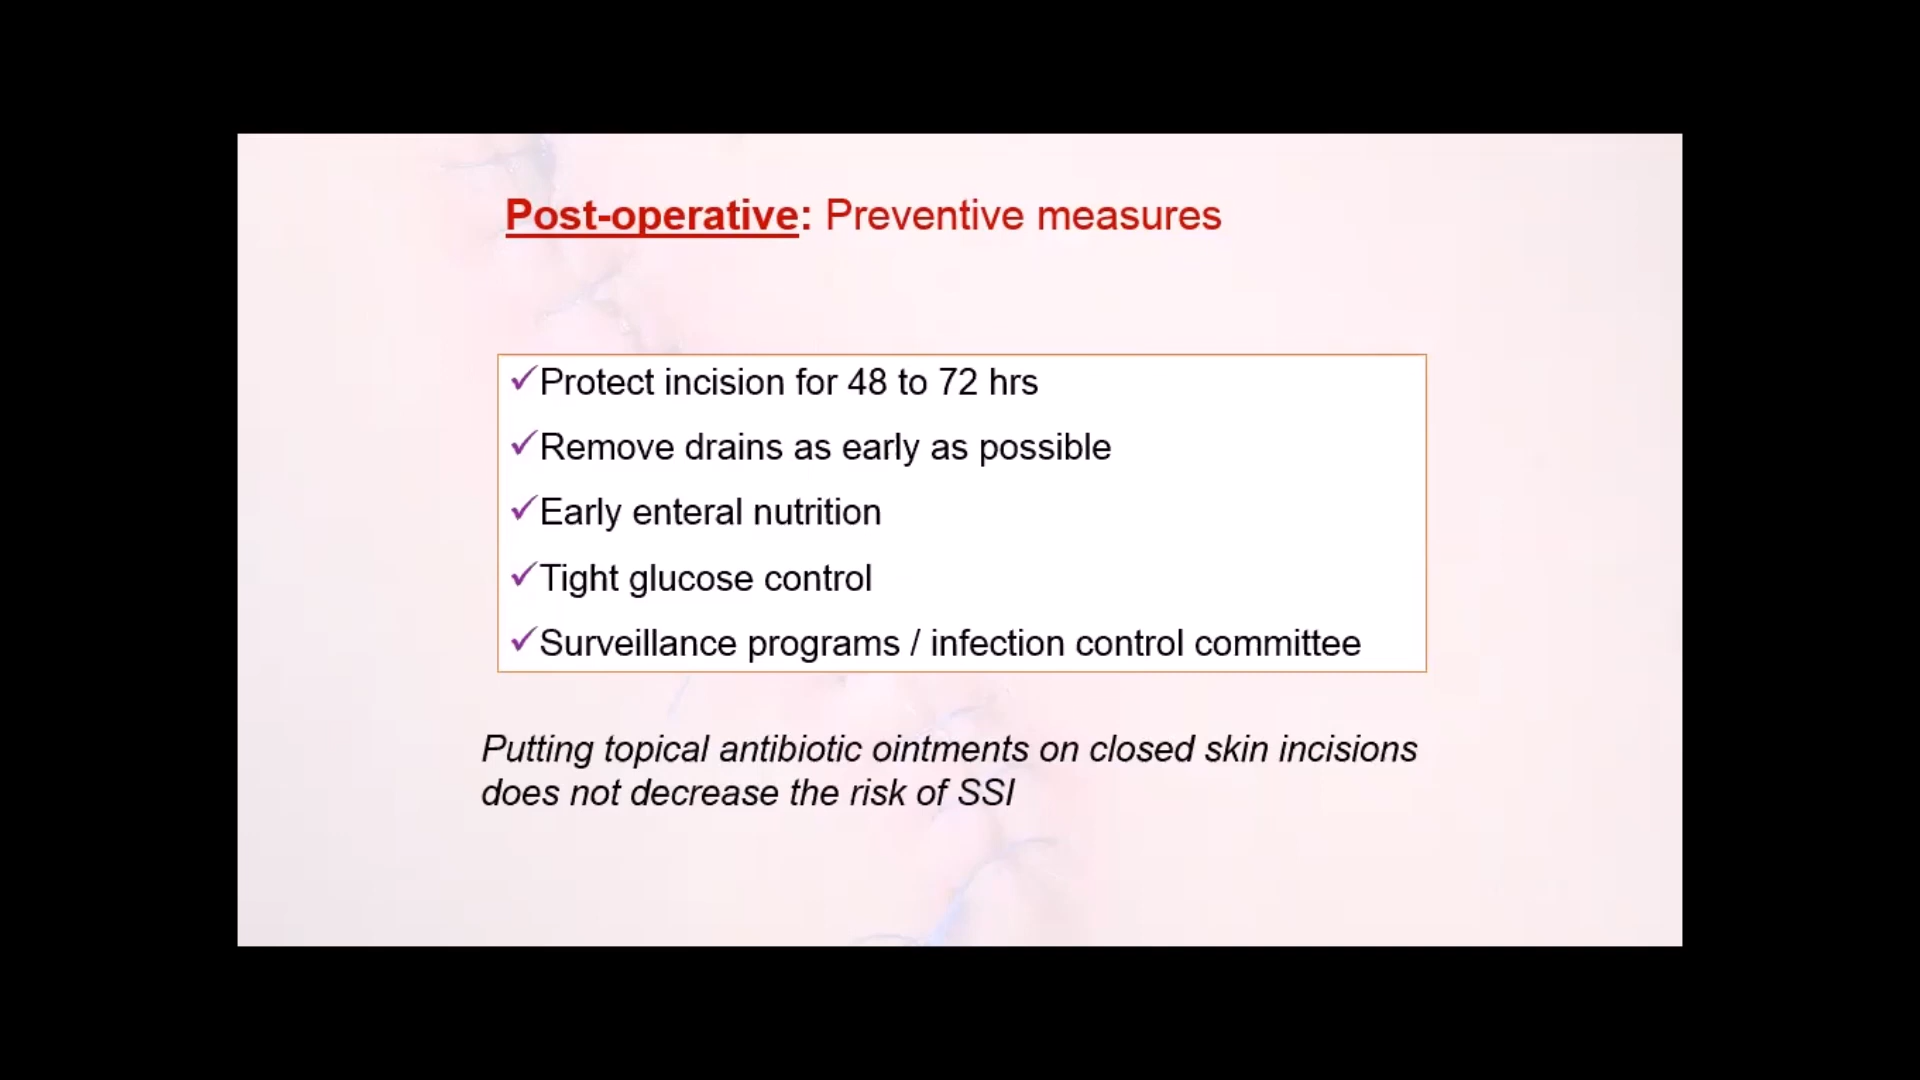 Post-operative: Preventive measures
✓Protect incision for 48 to 72 hrs
✓Remove drains as early as possible
✓Early enteral nutrition
✓Tight glucose control
✓Surveillance programs / infection control committee
Putting topical antibiotic ointments on closed skin incisions
does not decrease the risk of SSI